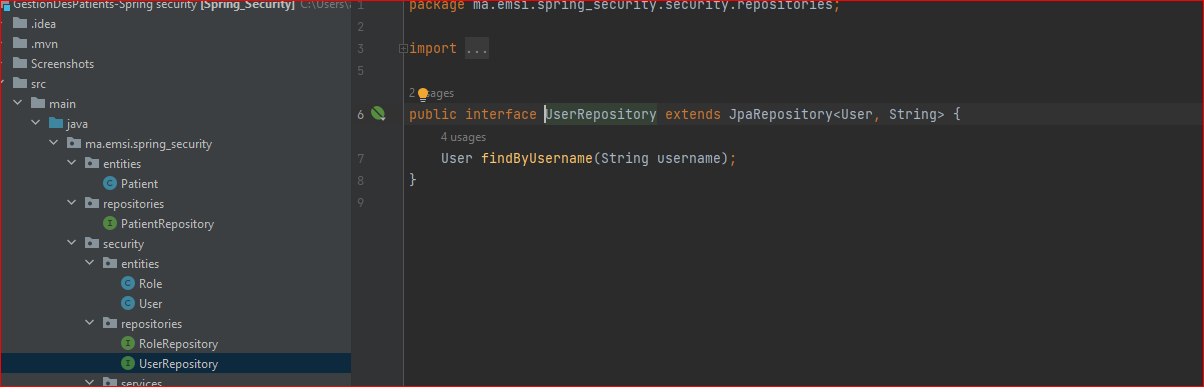 GestionDesPatients-Spring security [Spring_Security]
.idea
.mvn
Screenshots
src
main
java
ma.emsi.spring_security
entities
Patient
repositories
PatientRepository
security
entities
Role
User
repositories
RoleRepository
UserRepository
services
1 package ma.emsi.spring_security.security.repositories;
2
3 import ...
5
2 usages
6 public interface UserRepository extends JpaRepository<User, String> {
4 usages
7 User findByUsername(String username);
8 }
9